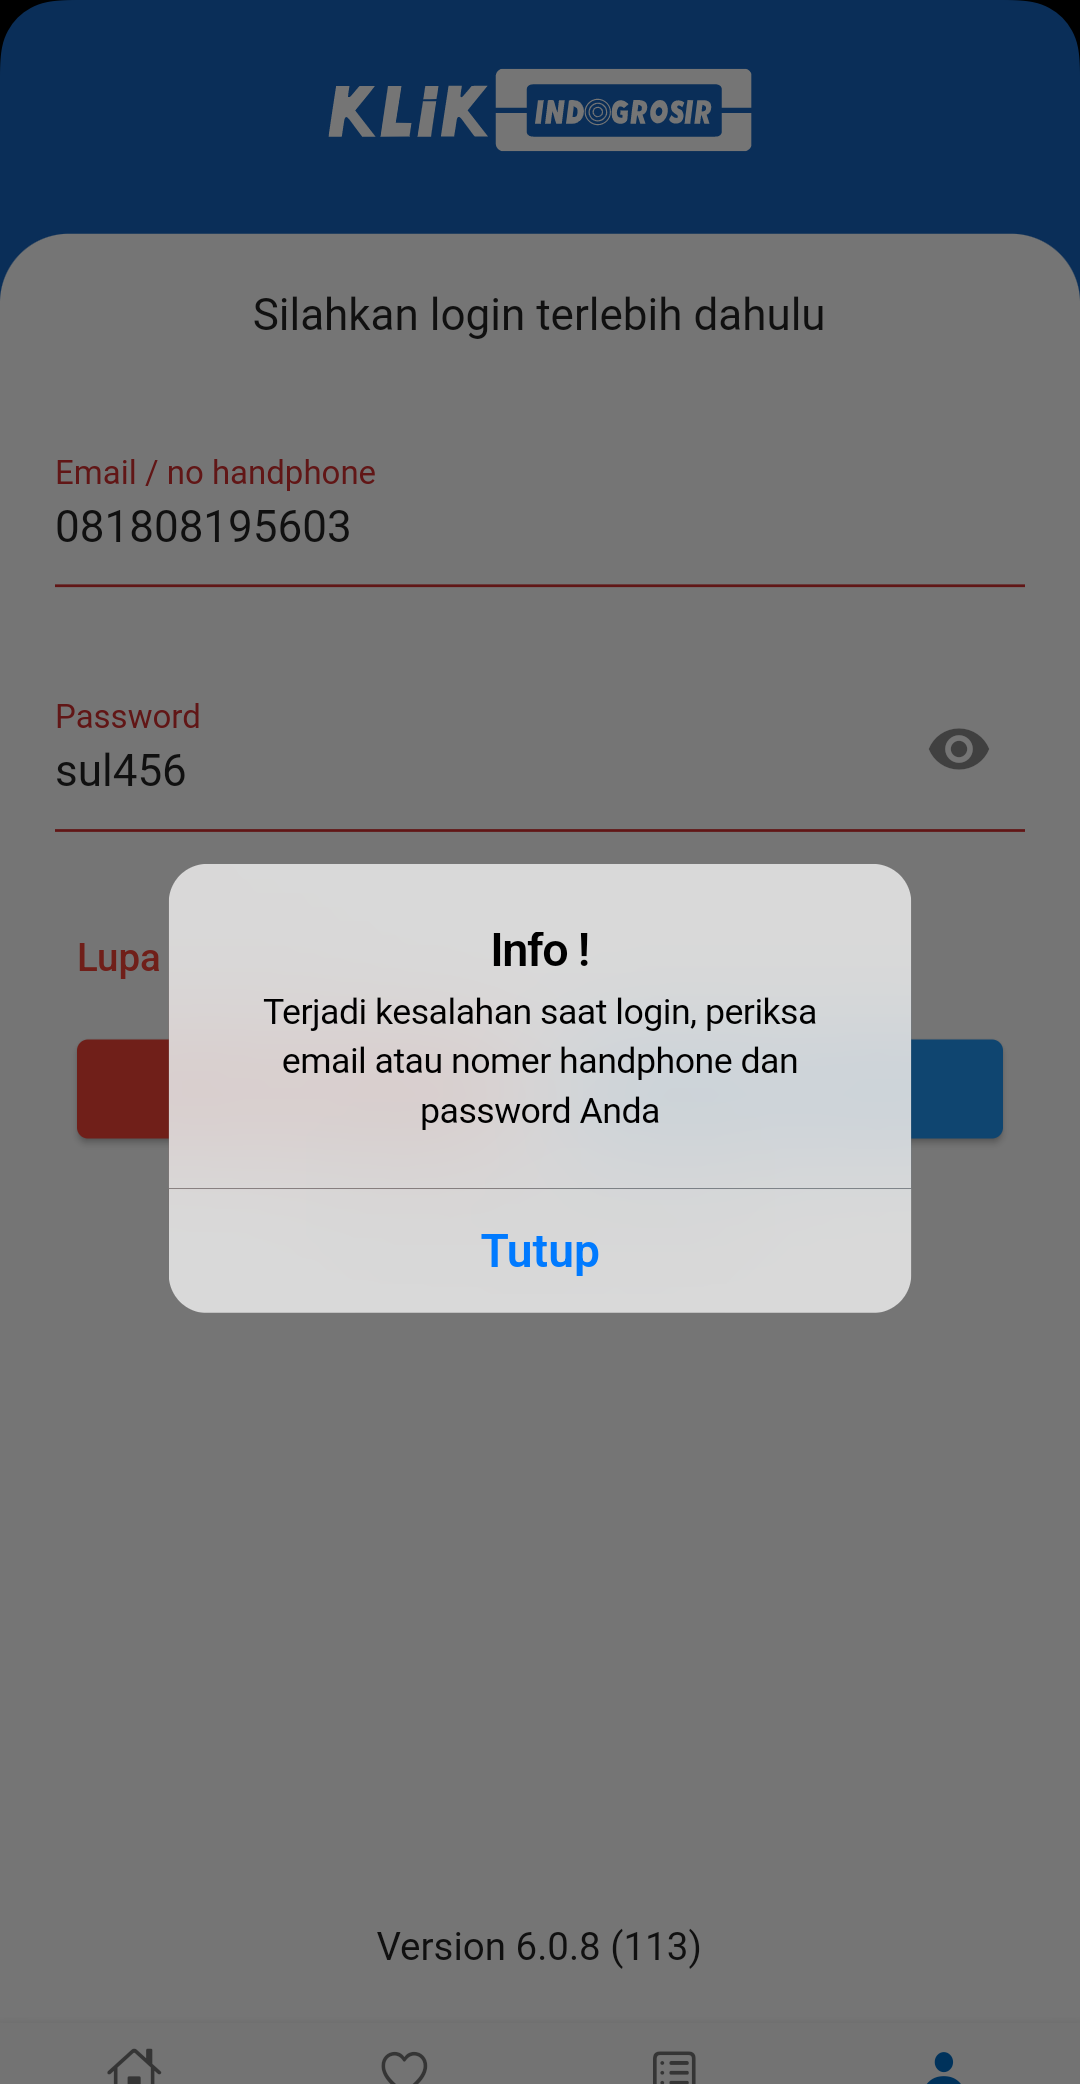 KLiK INDOGROSIR
Silahkan login terlebih dahulu
Email / no handphone
081808195603
Password
sul456
Lupa
Info !
Terjadi kesalahan saat login, periksa
email atau nomer handphone dan
password Anda
Tutup
Version 6.0.8 (113)